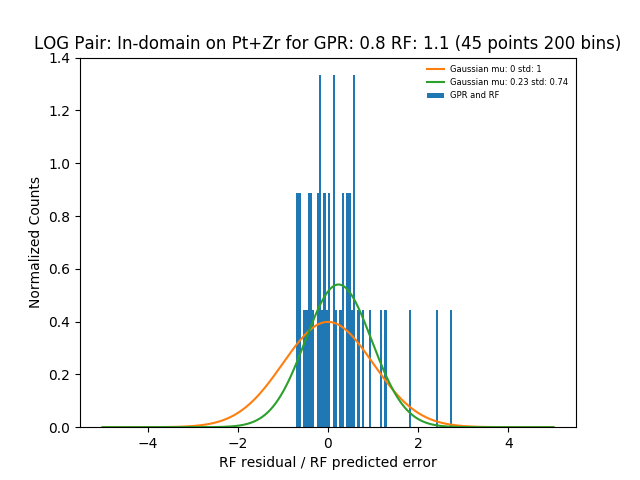 LOG Pair: In-domain on Pt+Zr for GPR: 0.8 RF: 1.1 (45 points 200 bins)
Gaussian mu: 0 std: 1
Gaussian mu: 0.23 std: 0.74
GPR and RF
Normalized Counts
1.4
1.2
1.0
0.8
0.6
0.4
0.2
0.0
−4
−2
0
2
4
RF residual / RF predicted error